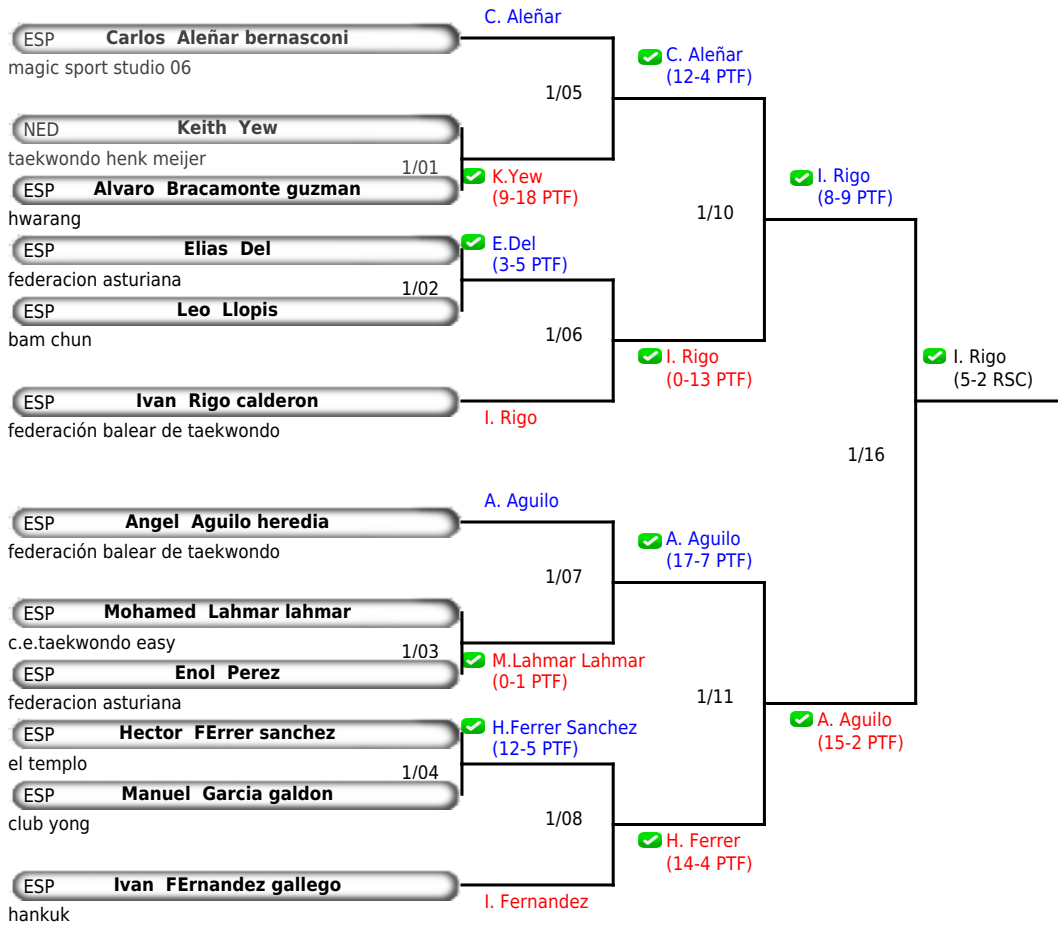 C. Aleñar
ESP Carlos Aleñar bernasconi
magic sport studio 06
C. Aleñar
(12-4 PTF)
1/05
NED Keith Yew
taekwondo henk meijer
1/01
K.Yew
(9-18 PTF)
ESP Alvaro Bracamonte guzman
hwarang
I. Rigo
(8-9 PTF)
1/10
ESP Elias Del
federacion asturiana
E.Del
(3-5 PTF)
1/02
ESP Leo Llopis
bam chun
1/06
I. Rigo
(0-13 PTF)
I. Rigo
(5-2 RSC)
ESP Ivan Rigo calderon
federación balear de taekwondo
I. Rigo
1/16
A. Aguilo
ESP Angel Aguilo heredia
federación balear de taekwondo
A. Aguilo
(17-7 PTF)
1/07
ESP Mohamed Lahmar lahmar
c.e.taekwondo easy
1/03
M.Lahmar Lahmar
(0-1 PTF)
ESP Enol Perez
federacion asturiana
1/11
A. Aguilo
(15-2 PTF)
ESP Hector FErrer sanchez
el templo
H.Ferrer Sanchez
(12-5 PTF)
1/04
ESP Manuel Garcia galdon
club yong
1/08
H. Ferrer
(14-4 PTF)
ESP Ivan FErnandez gallego
hankuk
I. Fernandez